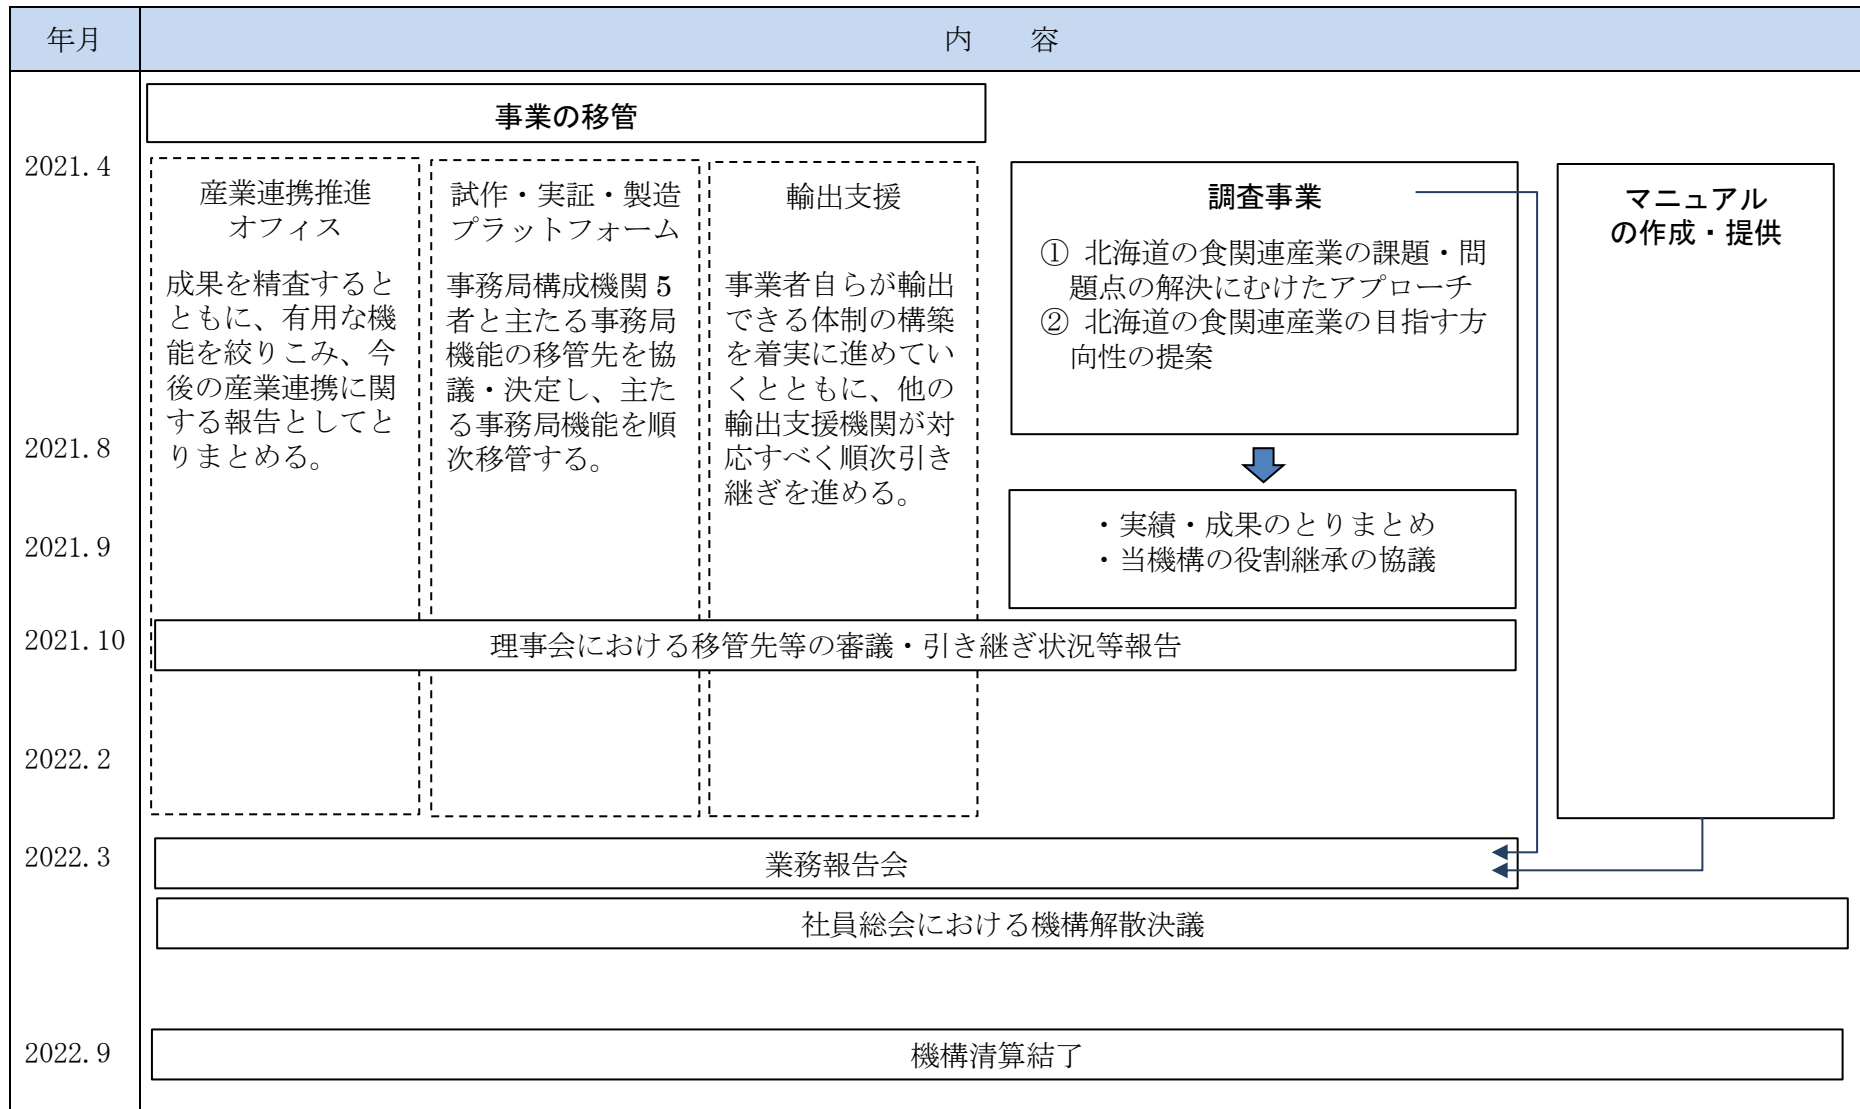 年月
内　　容
事業の移管
2021.4
産業連携推進
オフィス
成果を精査すると
ともに、有用な機
能を絞りこみ、今
後の産業連携に関
する報告としてと
りまとめる。
試作・実証・製造
プラットフォーム
事務局構成機関 5
者と主たる事務局
機能の移管先を協
議・決定し、主た
る事務局機能を順
次移管する。
輸出支援
事業者自らが輸出
できる体制の構築
を着実に進めてい
くとともに、他の
輸出支援機関が対
応すべく順次引き
継ぎを進める。
調査事業
① 北海道の食関連産業の課題・問
題点の解決にむけたアプローチ
② 北海道の食関連産業の目指す方
向性の提案
マニュアル
の作成・提供
2021.8
2021.9
・実績・成果のとりまとめ
・当機構の役割継承の協議
2021.10
理事会における移管先等の審議・引き継ぎ状況等報告
2022.2
2022.3
業務報告会
社員総会における機構解散決議
2022.9
機構清算結了